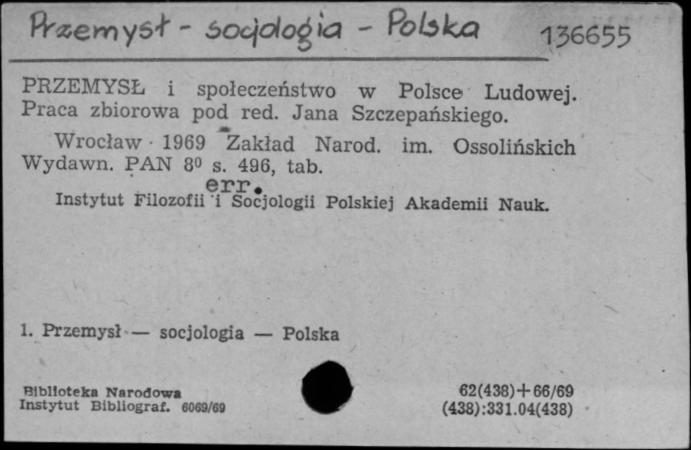 Przemysł - socjologia - Polska 136655
PRZEMYSŁ i społeczeństwo w Polsce Ludowej.
Praca zbiorowa pod red. Jana Szczepańskiego.
Wrocław 1969 Zakład Narod. im. Ossolińskich
Wydawn. PAN 8⁰ s. 496, tab.
err.
Instytut Filozofii i Socjologii Polskiej Akademii Nauk.
1. Przemysł — socjologia — Polska
Biblioteka Narodowa 62(438)+66/69
Instytut Bibliograf. 6069/69 (438):331.04(438)